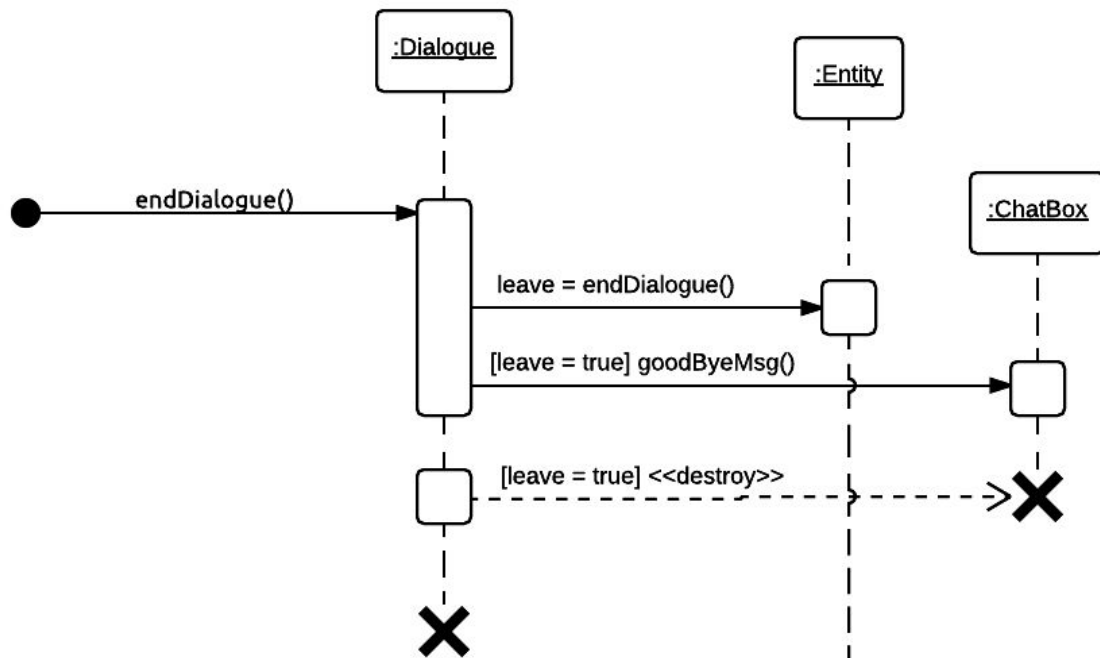 :Dialogue
:Entity
:ChatBox
endDialogue()
leave = endDialogue()
[leave = true] goodByeMsg()
[leave = true] <<destroy>>